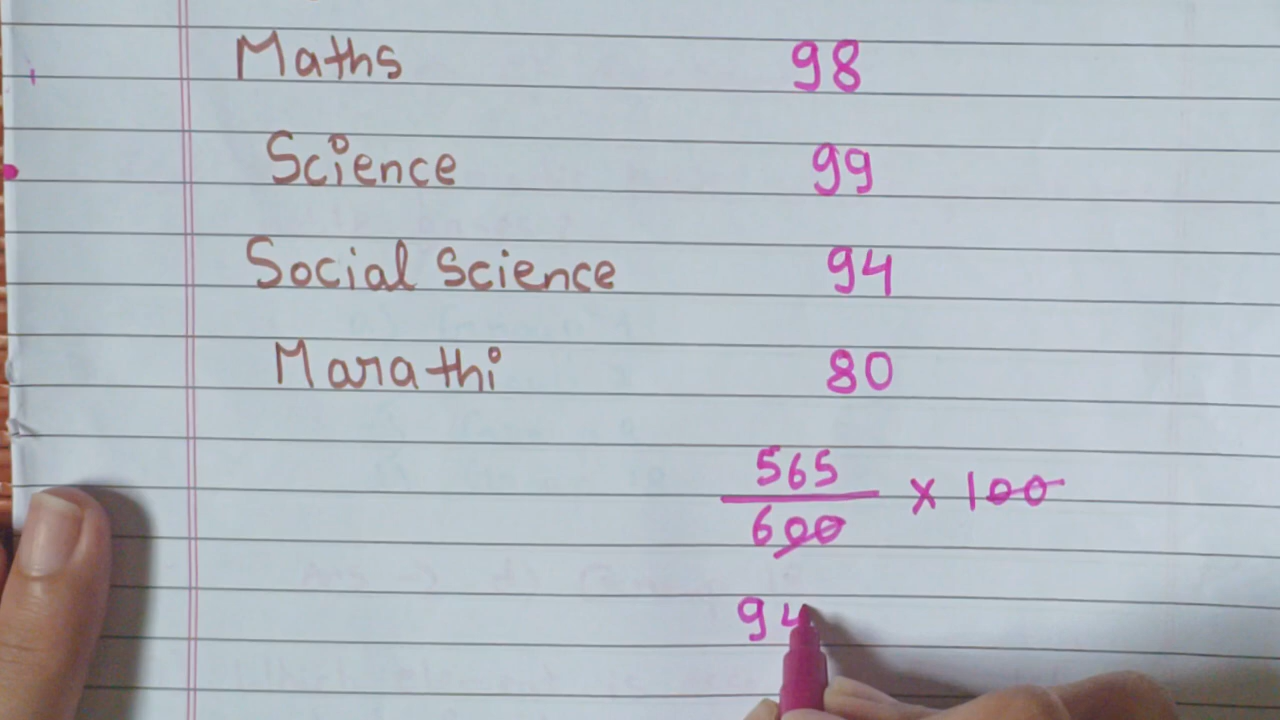 Maths 98
Science 99
Social Science 94
Marathi 80
565
600 × 100
94